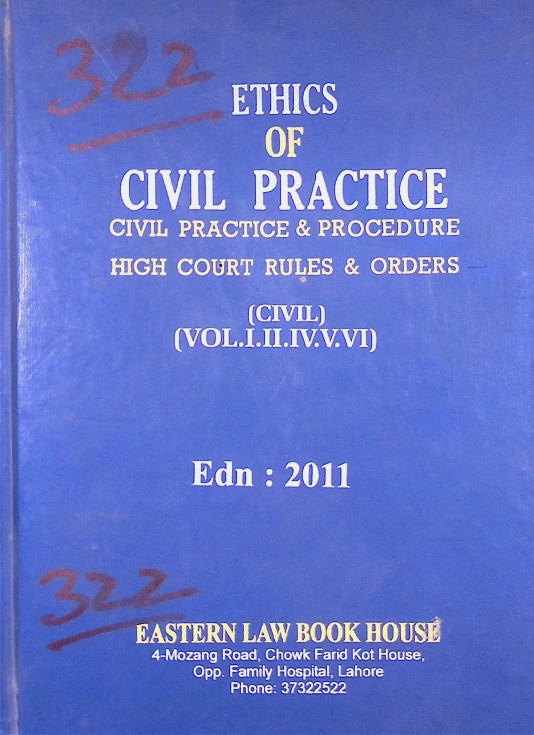 322
ETHICS
OF
CIVIL PRACTICE
CIVIL PRACTICE & PROCEDURE
HIGH COURT RULES & ORDERS
(CIVIL)
(VOL.I.II.IV.V.VI)
Edn : 2011
322
EASTERN LAW BOOK HOUSE
4-Mozang Road, Chowk Farid Kot House,
Opp. Family Hospital, Lahore
Phone: 37322522